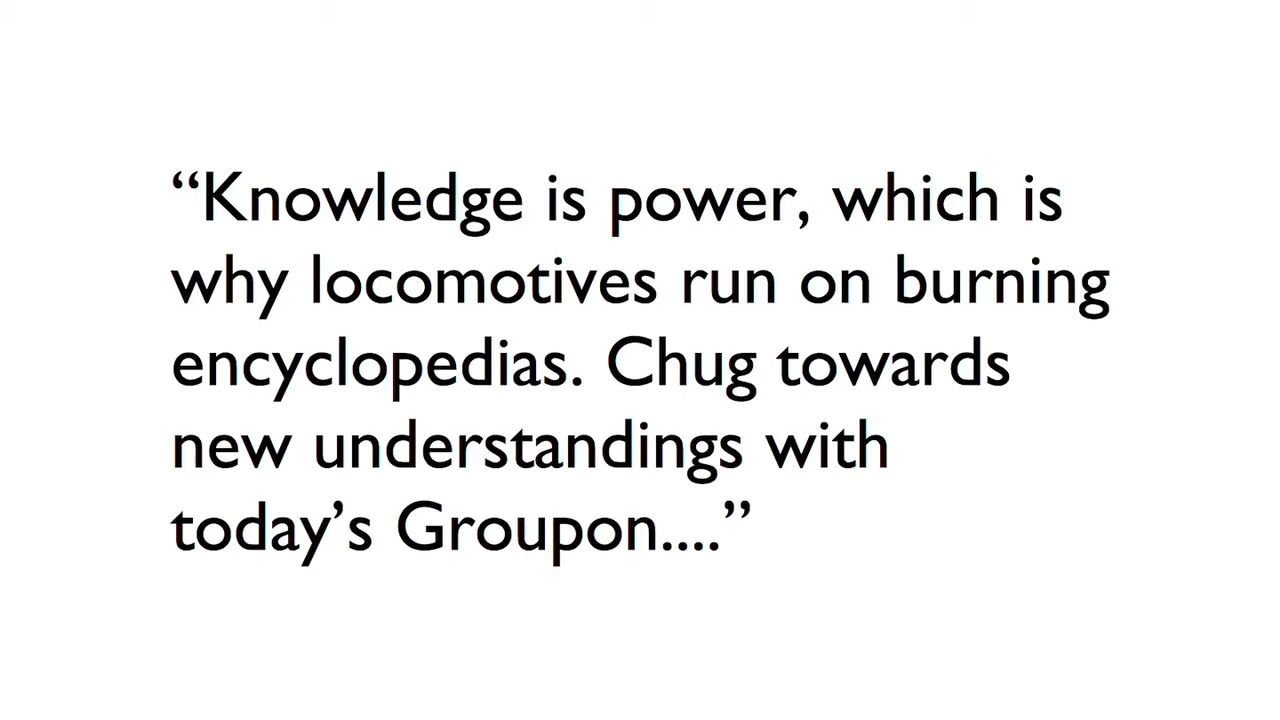 “Knowledge is power, which is
why locomotives run on burning
encyclopedias. Chug towards
new understandings with
today’s Groupon....”